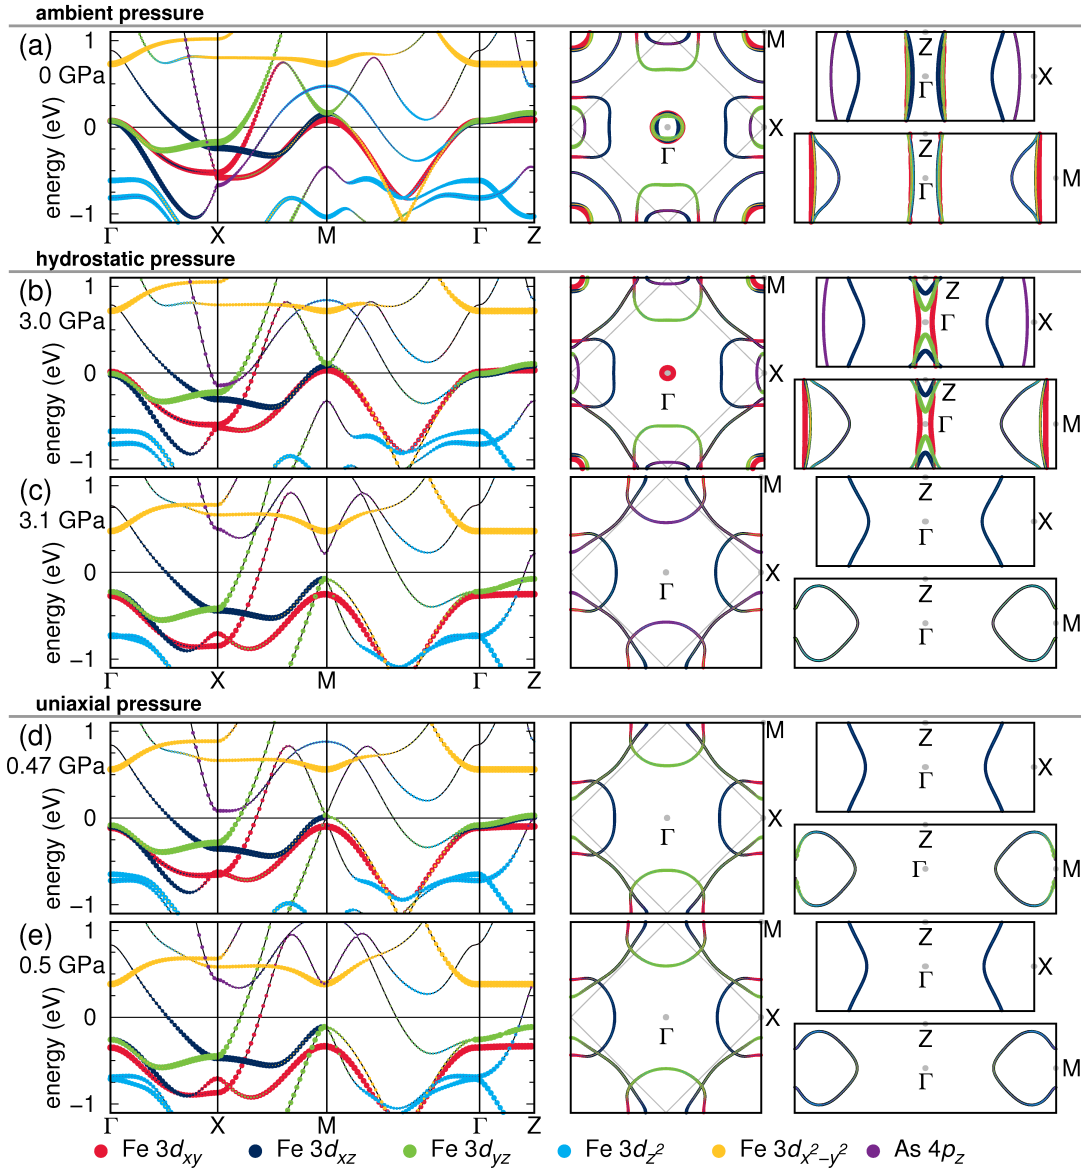 ambient pressure
(a)
0 GPa
energy (eV)
1
0
−1
Γ X M Γ Z
M
X
Γ
Z
Γ
X
Z
Γ
M
hydrostatic pressure
(b)
3.0 GPa
energy (eV)
1
0
−1
M
X
Γ
Z
Γ
X
Z
Γ
M
(c)
3.1 GPa
energy (eV)
1
0
−1
Γ X M Γ Z
M
X
Γ
Z
Γ
X
Z
Γ
M
uniaxial pressure
(d)
0.47 GPa
energy (eV)
1
0
−1
M
X
Γ
Z
Γ
X
Z
Γ
M
(e)
0.5 GPa
energy (eV)
1
0
−1
Γ X M Γ Z
M
X
Γ
Z
Γ
X
Z
Γ
M
Fe 3dxy Fe 3dxz Fe 3dyz Fe 3dz² Fe 3dx²−y² As 4pz